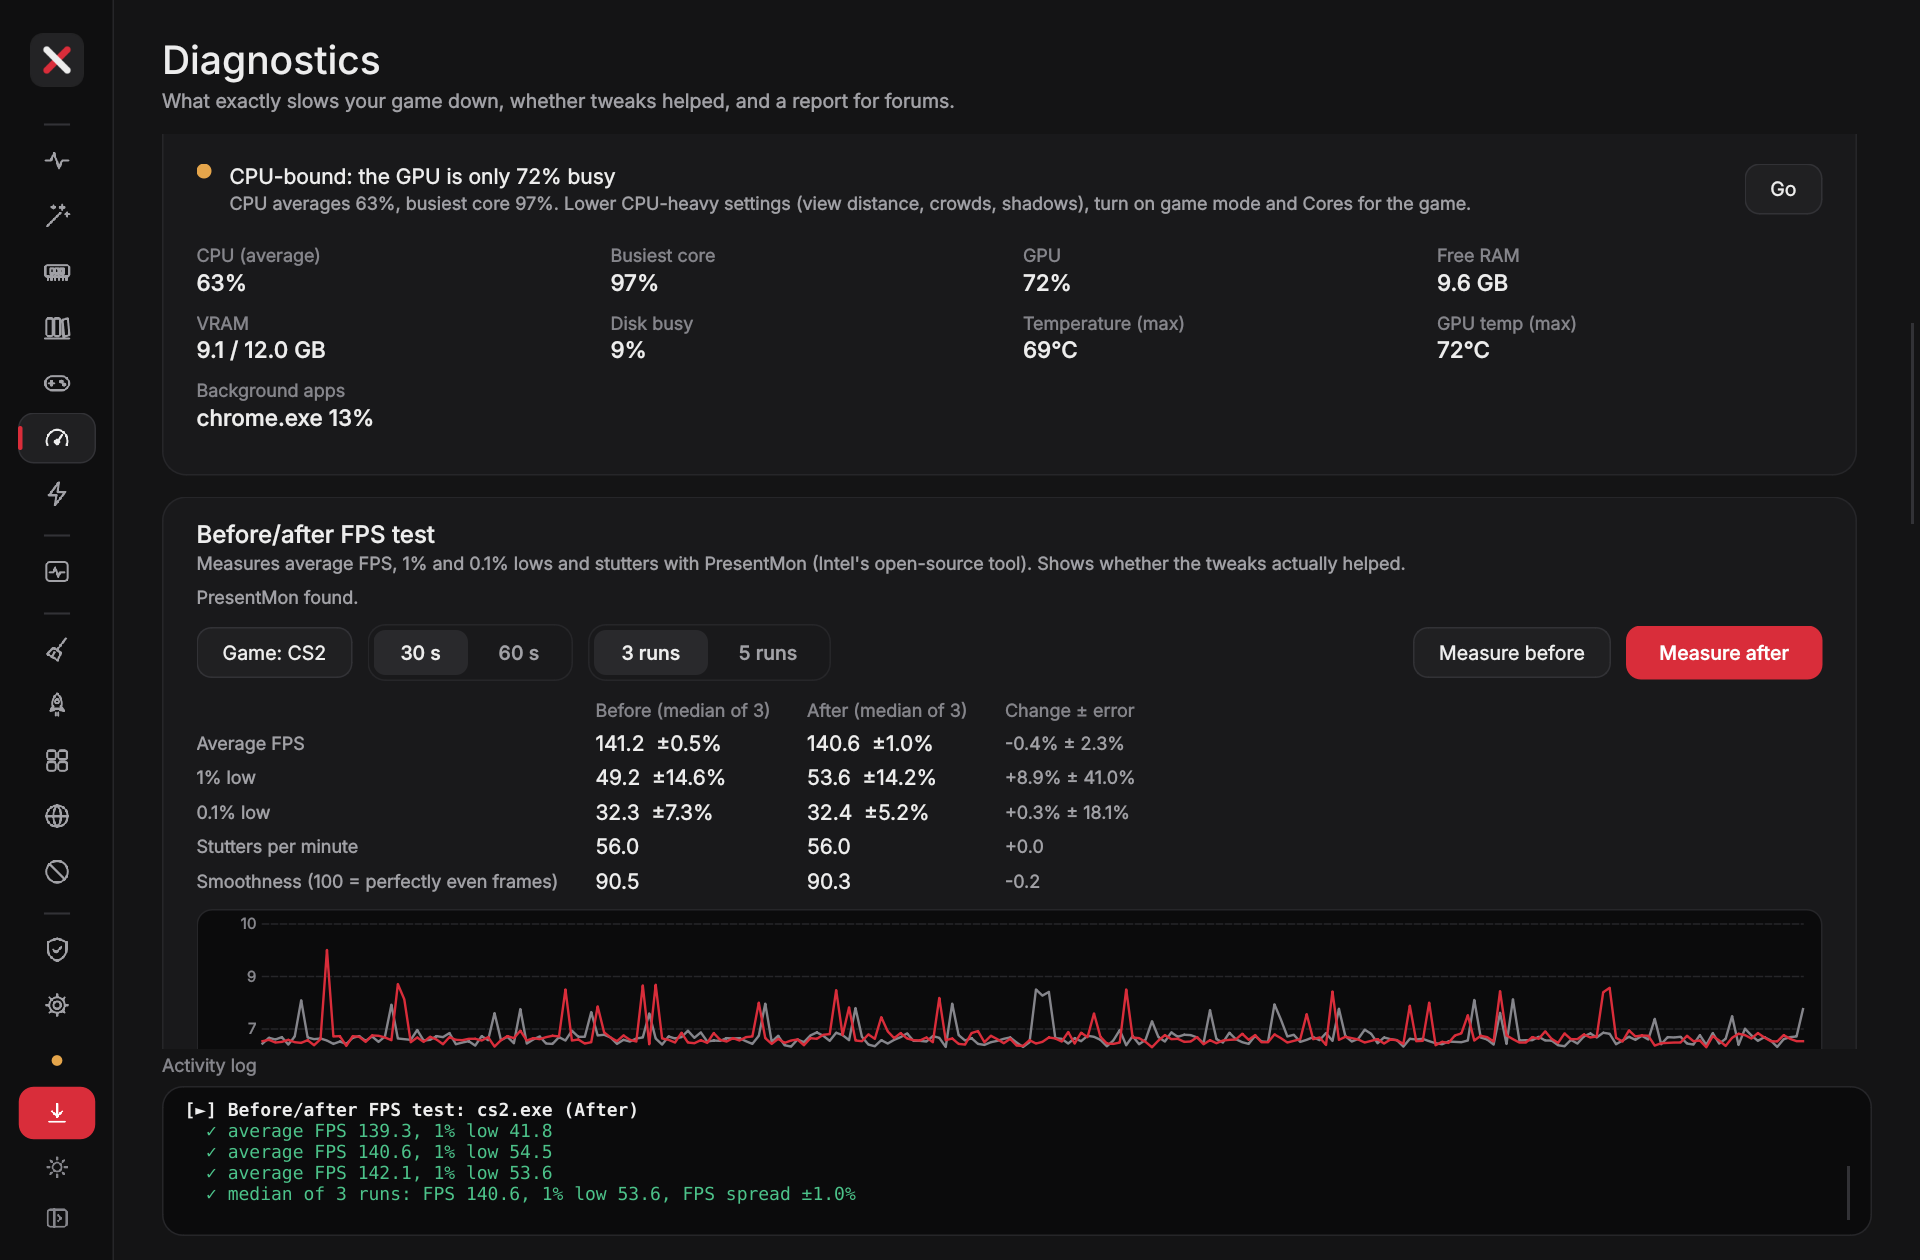 Diagnostics
What exactly slows your game down, whether tweaks helped, and a report for forums.
CPU-bound: the GPU is only 72% busy
CPU averages 63%, busiest core 97%. Lower CPU-heavy settings (view distance, crowds, shadows), turn on game mode and Cores for the game.
Go
CPU (average) Busiest core GPU Free RAM
63% 97% 72% 9.6 GB
VRAM Disk busy Temperature (max) GPU temp (max)
9.1 / 12.0 GB 9% 69°C 72°C
Background apps
chrome.exe 13%
Before/after FPS test
Measures average FPS, 1% and 0.1% lows and stutters with PresentMon (Intel's open-source tool). Shows whether the tweaks actually helped.
PresentMon found.
Game: CS2 30 s 60 s 3 runs 5 runs Measure before Measure after
Before (median of 3) After (median of 3) Change ± error
Average FPS 141.2 ±0.5% 140.6 ±1.0% -0.4% ± 2.3%
1% low 49.2 ±14.6% 53.6 ±14.2% +8.9% ± 41.0%
0.1% low 32.3 ±7.3% 32.4 ±5.2% +0.3% ± 18.1%
Stutters per minute 56.0 56.0 +0.0
Smoothness (100 = perfectly even frames) 90.5 90.3 -0.2
10
9
7
Activity log
[►] Before/after FPS test: cs2.exe (After)
✓ average FPS 139.3, 1% low 41.8
✓ average FPS 140.6, 1% low 54.5
✓ average FPS 142.1, 1% low 53.6
✓ median of 3 runs: FPS 140.6, 1% low 53.6, FPS spread ±1.0%